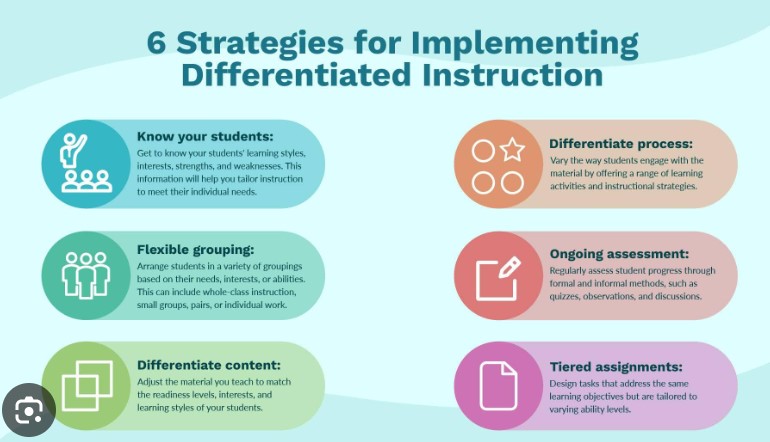 6 Strategies for Implementing
Differentiated Instruction
Know your students:
Get to know your students' learning styles,
interests, strengths, and weaknesses. This
information will help you tailor instruction
to meet their individual needs.
Flexible grouping:
Arrange students in a variety of groupings
based on their needs, interests, or abilities.
This can include whole-class instruction,
small groups, pairs, or individual work.
Differentiate content:
Adjust the material you teach to match
the readiness levels, interests, and
learning styles of your students.
Differentiate process:
Vary the way students engage with the
material by offering a range of learning
activities and instructional strategies.
Ongoing assessment:
Regularly assess student progress through
formal and informal methods, such as
quizzes, observations, and discussions.
Tiered assignments:
Design tasks that address the same
learning objectives but are tailored to
varying ability levels.